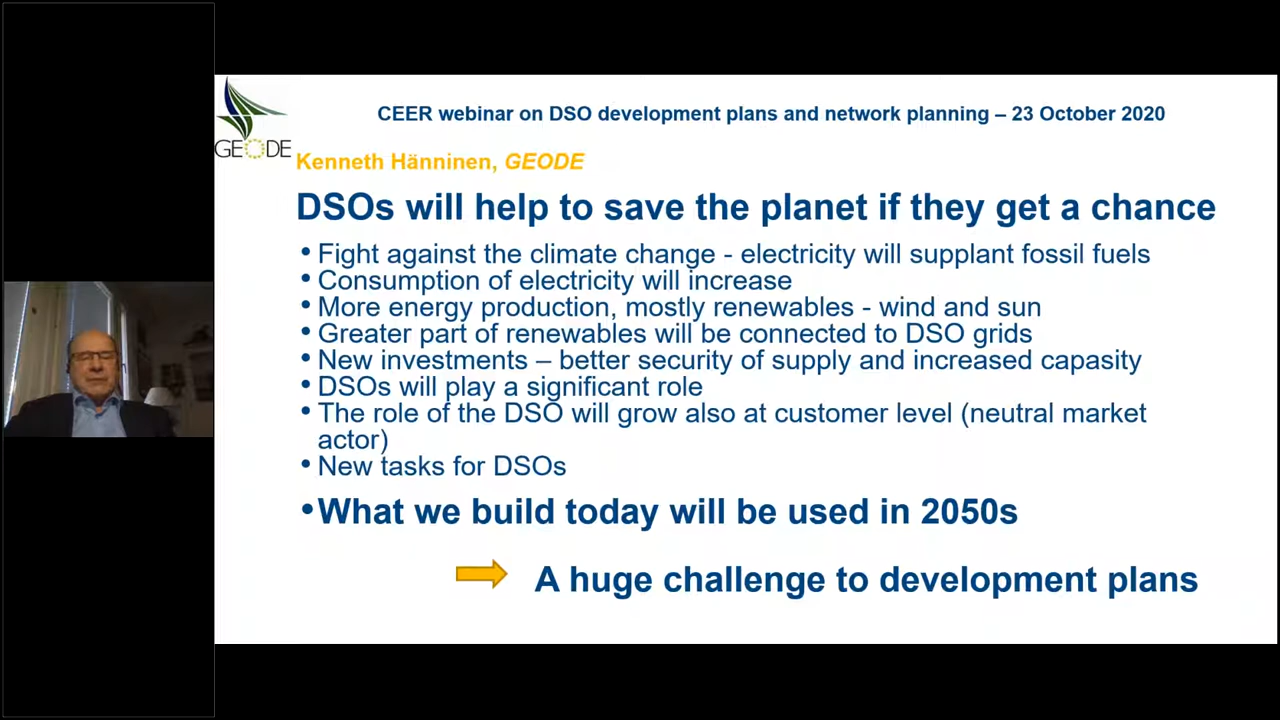 CEER webinar on DSO development plans and network planning – 23 October 2020
GEODE
Kenneth Hänninen, GEODE
DSOs will help to save the planet if they get a chance
• Fight against the climate change - electricity will supplant fossil fuels
• Consumption of electricity will increase
• More energy production, mostly renewables - wind and sun
• Greater part of renewables will be connected to DSO grids
• New investments – better security of supply and increased capasity
• DSOs will play a significant role
• The role of the DSO will grow also at customer level (neutral market
actor)
• New tasks for DSOs
• What we build today will be used in 2050s
A huge challenge to development plans